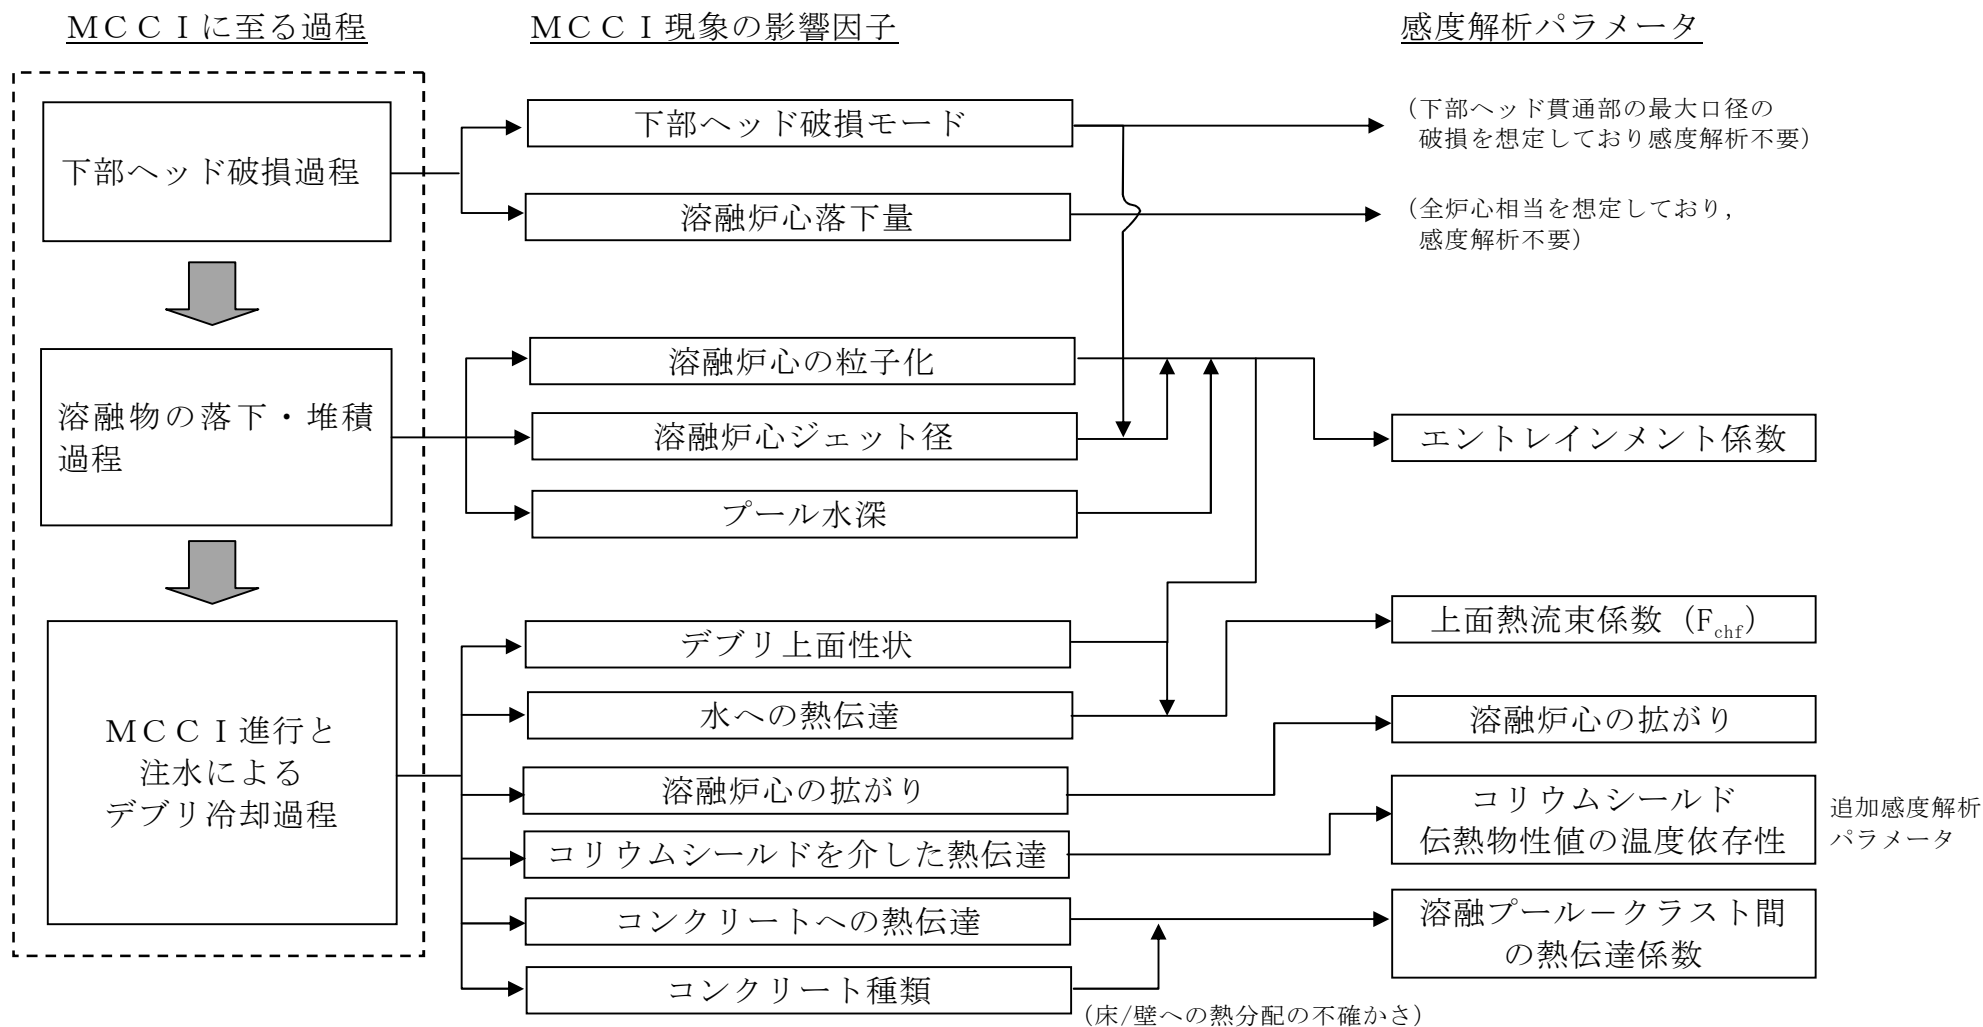 ＭＣＣＩに至る過程
ＭＣＣＩ現象の影響因子
感度解析パラメータ
下部ヘッド破損過程
下部ヘッド破損モード
（下部ヘッド貫通部の最大口径の
破損を想定しており感度解析不要）
溶融炉心落下量
（全炉心相当を想定しており，
感度解析不要）
溶融物の落下・堆積
過程
溶融炉心の粒子化
溶融炉心ジェット径
プール水深
エントレインメント係数
ＭＣＣＩ進行と
注水による
デブリ冷却過程
デブリ上面性状
水への熱伝達
溶融炉心の拡がり
コリウムシールドを介した熱伝達
コンクリートへの熱伝達
コンクリート種類
上面熱流束係数（Fchf）
溶融炉心の拡がり
コリウムシールド
伝熱物性値の温度依存性
追加感度解析
パラメータ
溶融プール－クラスト間
の熱伝達係数
（床/壁への熱分配の不確かさ）